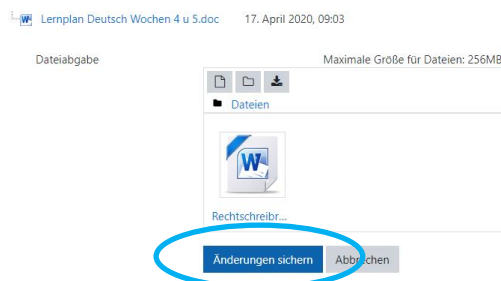 Lernplan Deutsch Wochen 4 u 5.doc 17. April 2020, 09:03
Dateiabgabe Maximale Größe für Dateien: 256MB
Dateien
W
Rechtschreibr...
Änderungen sichern Abbrechen